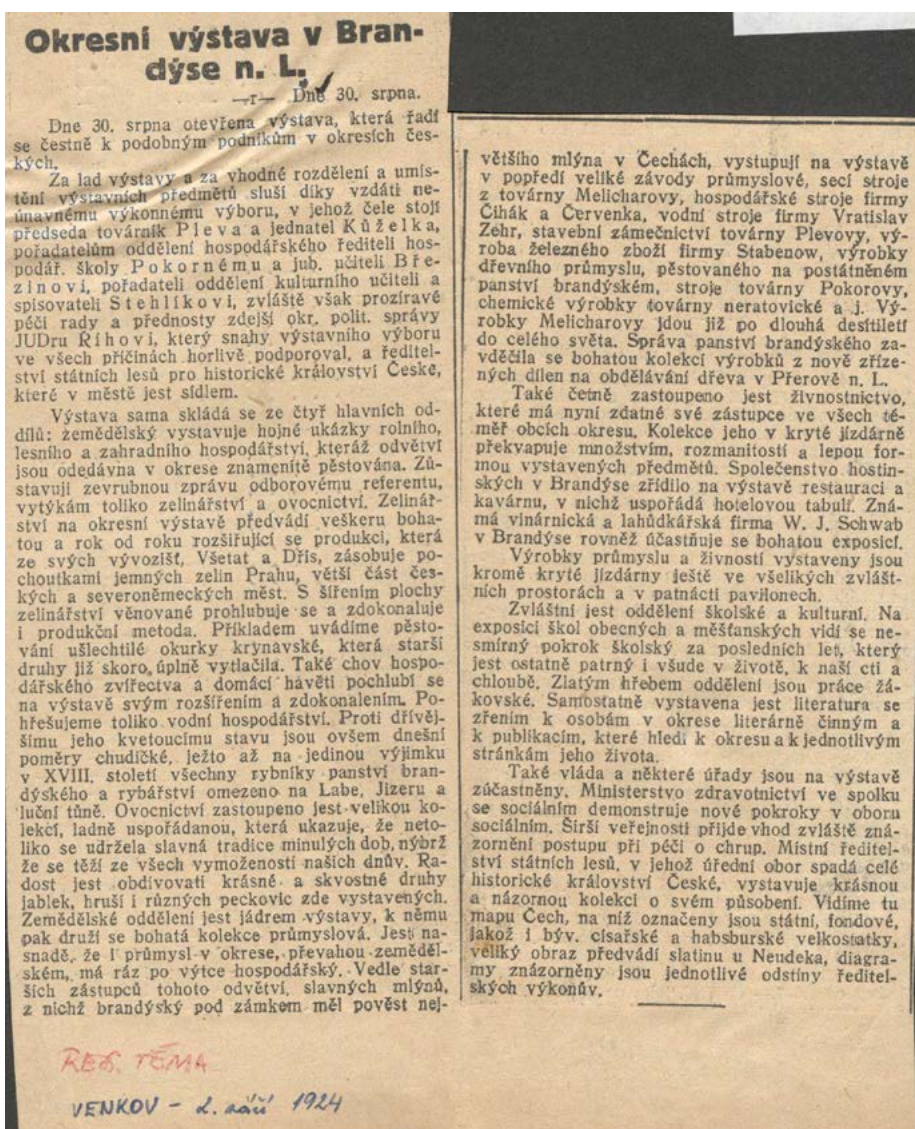 Okresní výstava v Bran-
dýse n. L.
—r— Dne 30. srpna.
Dne 30. srpna otevřena výstava, která řadí
se čestně k podobným podnikům v okresích čes-
kých.
Za lad výstavy a za vhodné rozdělení a umís-
tění výstavních předmětů sluší díky vzdáti ne-
únavnému výkonnému výboru, v jehož čele stojí
předseda továrník Pleva a jednatel Kůželka,
pořadatelům oddělení hospodářského řediteli hos-
podář. školy Pokornému a jub. učiteli Bře-
zinovi, pořadateli oddělení kulturního učiteli a
spisovateli Stehlíkovi, zvláště však prozíravé
péči rady a přednosty zdejší okr. polit. správy
JUDru Říhovi, který snahy výstavního výboru
ve všech příčinách horlivě podporoval, a ředitel-
ství státních lesů pro historické království České,
které v městě jest sídlem.
Výstava sama skládá se ze čtyř hlavních od-
dílů: zemědělský vystavuje hojné ukázky rolního,
lesního a zahradního hospodářství, kteráž odvětví
jsou odedávna v okrese znamenitě pěstována. Zů-
stavuji zevrubnou zprávu odborovému referentu,
vytýkám toliko zelinářství a ovocnictví. Zelinář-
ství na okresní výstavě předvádí veškeru boha-
tou a rok od roku rozšiřující se produkci, která
ze svých vývozišť, Všetat a Dřís, zásobuje po-
choutkami jemných zelin Prahu, větší část čes-
kých a severoněmeckých měst. S šířením plochy
zelinářství věnované prohlubuje se a zdokonaluje
i produkční metoda. Příkladem uvádíme pěsto-
vání ušlechtilé okurky krynavské, která starší
druhy již skoro úplně vytlačila. Také chov hospo-
dářského zvířectva a domácí havěti pochlubí se
na výstavě svým rozšířením a zdokonalením. Po-
hřešujeme toliko vodní hospodářství. Proti dřívěj-
šímu jeho kvetoucímu stavu jsou ovšem dnešní
poměry chudičké, ježto až na jedinou výjimku
v XVIII. století všechny rybníky panství bran-
dýského a rybářství omezeno na Labe, Jizeru a
luční tůně. Ovocnictví zastoupeno jest velikou ko-
lekcí, ladně uspořádanou, která ukazuje, že neto-
liko se udržela slavná tradice minulých dob, nýbrž
že se těží ze všech vymožeností našich dnův. Ra-
dost jest obdivovati krásné a skvostné druhy
jablek, hruší i různých peckovic zde vystavených.
Zemědělské oddělení jest jádrem výstavy, k němu
pak druží se bohatá kolekce průmyslová. Jest na-
snadě, že i průmysl v okrese, převahou zeměděl-
ském, má ráz po výtce hospodářský. Vedle star-
ších zástupců tohoto odvětví, slavných mlýnů,
z nichž brandýský pod zámkem měl pověst nej-
většího mlýna v Čechách, vystupují na výstavě
v popředí veliké závody průmyslové, secí stroje
z továrny Melicharovy, hospodářské stroje firmy
Čihák a Červenka, vodní stroje firmy Vratislav
Zehr, stavební zámečnictví továrny Plevovy, vý-
roba železného zboží firmy Stabenow, výrobky
dřevního průmyslu, pěstovaného na postátněném
panství brandýském, stroje továrny Pokorovy,
chemické výrobky továrny neratovické a j. Vý-
robky Melicharovy jdou již po dlouhá desítiletí
do celého světa. Správa panství brandýského za-
vděčila se bohatou kolekcí výrobků z nově zříze-
ných dílen na obdělávání dřeva v Přerově n. L.
Také četně zastoupeno jest živnostnictvo,
které má nyní zdatné své zástupce ve všech té-
měř obcích okresu. Kolekce jeho v kryté jízdárně
překvapuje množstvím, rozmanitostí a lepou for-
mou vystavených předmětů. Společenstvo hostin-
ských v Brandýse zřídilo na výstavě restauraci a
kavárnu, v nichž uspořádá hotelovou tabuli. Zná-
má vinárnická a lahůdkářská firma W. J. Schwab
v Brandýse rovněž účastňuje se bohatou exposicí.
Výrobky průmyslu a živností vystaveny jsou
kromě kryté jízdárny ještě ve všelikých zvlášt-
ních prostorách a v patnácti pavilonech.
Zvláštní jest oddělení školské a kulturní. Na
exposici škol obecných a měšťanských vidí se ne-
smírný pokrok školský za posledních let, který
jest ostatně patrný i všude v životě, k naší cti a
chloubě. Zlatým hřebem oddělení jsou práce žá-
kovské. Samostatně vystavena jest literatura se
zřením k osobám v okrese literárně činným a
k publikacím, které hledí k okresu a k jednotlivým
stránkám jeho života.
Také vláda a některé úřady jsou na výstavě
zúčastněny. Ministerstvo zdravotnictví ve spolku
se sociálním demonstruje nové pokroky v oboru
sociálním. Širší veřejnosti přijde vhod zvláště zná-
zornění postupu při péči o chrup. Místní ředitel-
ství státních lesů, v jehož úřední obor spadá celé
historické království České, vystavuje krásnou
a názornou kolekci o svém působení. Vidíme tu
mapu Čech, na níž označeny jsou státní, fondové,
jakož i býv. císařské a habsburské velkostatky,
veliký obraz předvádí slatinu u Neudeka, diagra-
my znázorněny jsou jednotlivé odstíny ředitel-
ských výkonův.
REG. TÉMA
VENKOV – 2. září 1924